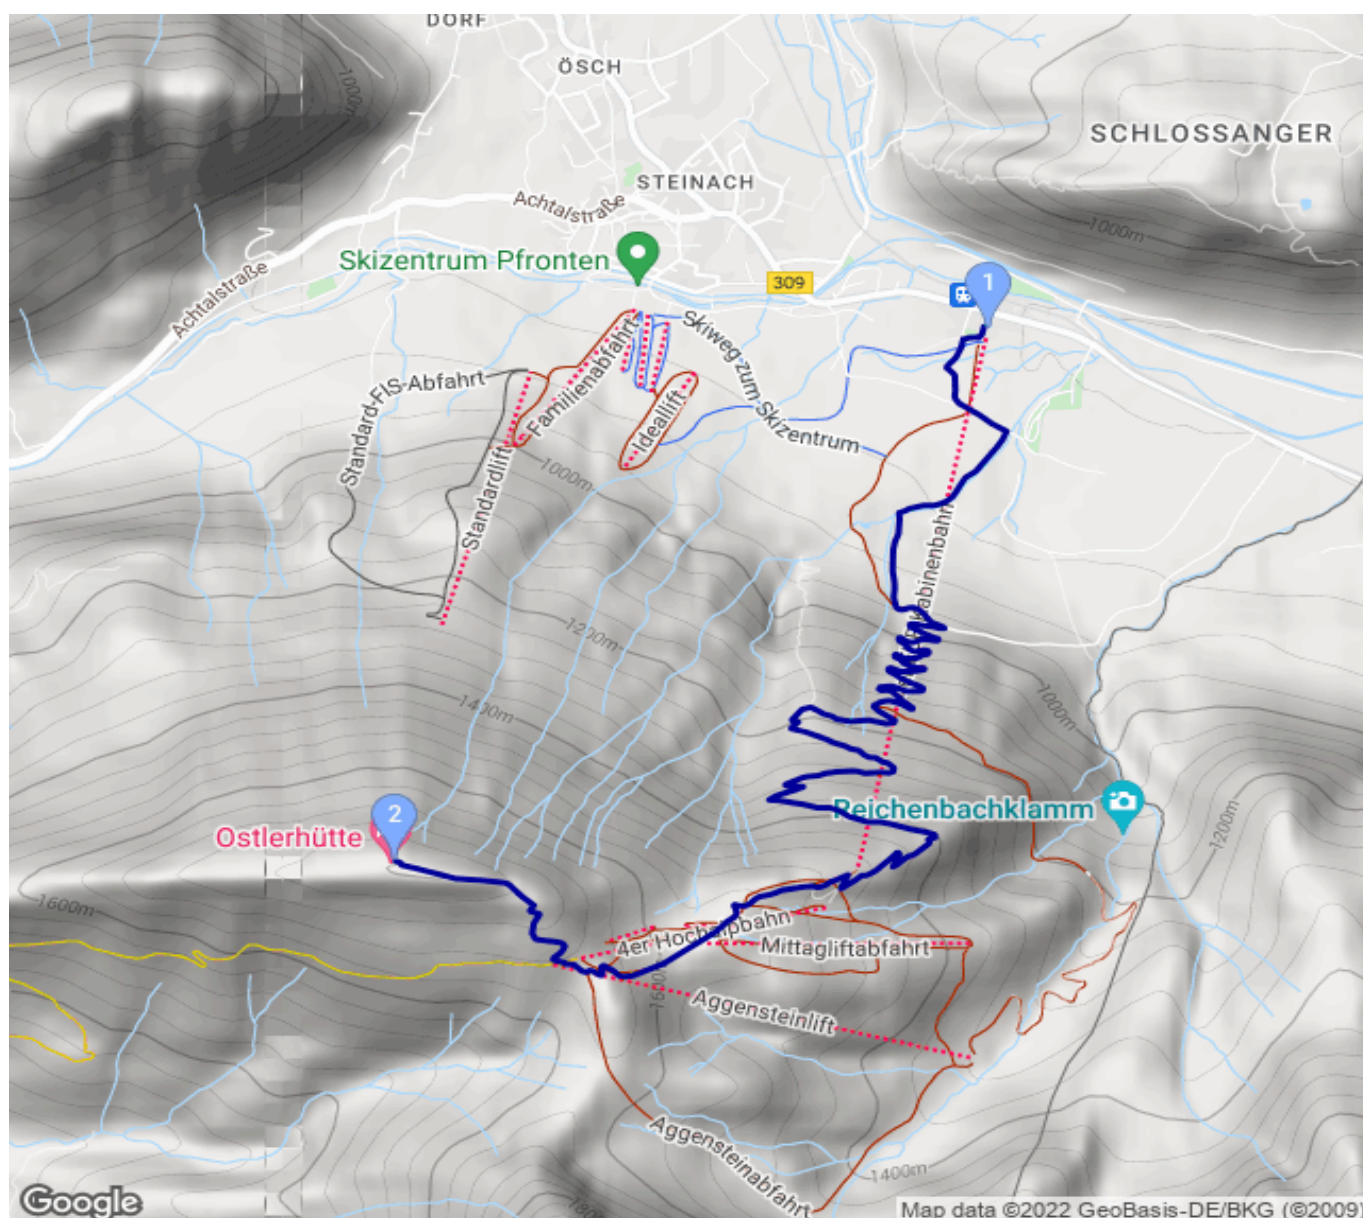 DORF
ÖSCH
SCHLOSSANGER
1000m
STEINACH
Achtalstraße
1000m
Skizentrum Pfronten
309
1
Achtalstraße
Skiweg zum Skizentrum
Familienabfahrt
Standard-FIS-Abfahrt
Ideallift
1000m
Standardlift
Kabinenbahn
1200m
1400m
1000m
2
Reichenbachklamm
Ostlerhütte
1200m
1600m
4er Hochalpbahn
Mittagliftabfahrt
1600m
Aggensteinlift
Aggensteinabfahrt
1400m
Google
Map data ©2022 GeoBasis-DE/BKG (©2009)